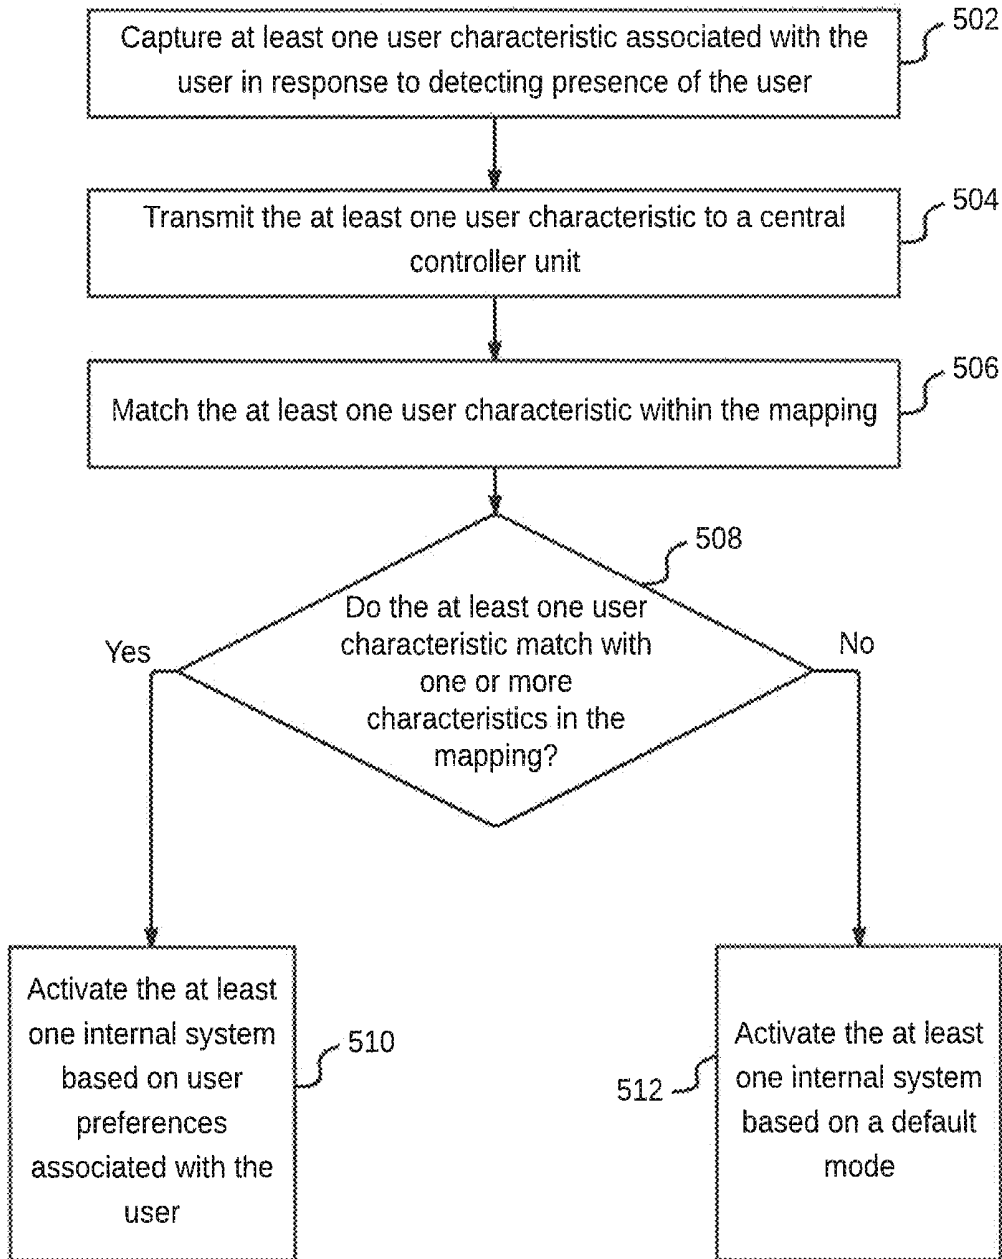 Capture at least one user characteristic associated with the
user in response to detecting presence of the user
502
Transmit the at least one user characteristic to a central
controller unit
504
Match the at least one user characteristic within the mapping
506
508
Do the at least one user
characteristic match with
one or more
characteristics in the
mapping?
Yes
No
Activate the at least
one internal system
based on user
preferences
associated with the
user
510
512
Activate the at least
one internal system
based on a default
mode